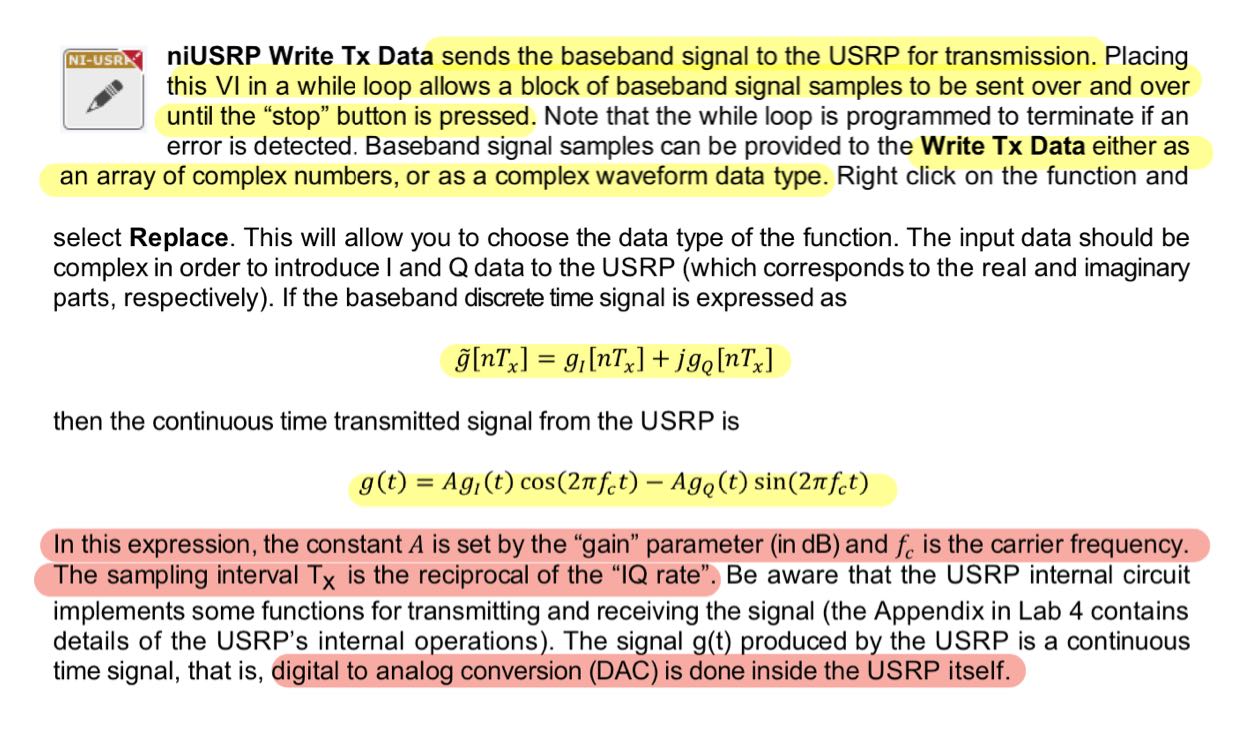 NI-USRP
niUSRP Write Tx Data sends the baseband signal to the USRP for transmission. Placing
this VI in a while loop allows a block of baseband signal samples to be sent over and over
until the “stop” button is pressed. Note that the while loop is programmed to terminate if an
error is detected. Baseband signal samples can be provided to the Write Tx Data either as
an array of complex numbers, or as a complex waveform data type. Right click on the function and
select Replace. This will allow you to choose the data type of the function. The input data should be
complex in order to introduce I and Q data to the USRP (which corresponds to the real and imaginary
parts, respectively). If the baseband discrete time signal is expressed as
g̃[nTₓ] = g_I[nTₓ] + jg_Q[nTₓ]
then the continuous time transmitted signal from the USRP is
g(t) = Ag_I(t) cos(2πf_ct) − Ag_Q(t) sin(2πf_ct)
In this expression, the constant A is set by the “gain” parameter (in dB) and f_c is the carrier frequency.
The sampling interval Tₓ is the reciprocal of the “IQ rate”. Be aware that the USRP internal circuit
implements some functions for transmitting and receiving the signal (the Appendix in Lab 4 contains
details of the USRP’s internal operations). The signal g(t) produced by the USRP is a continuous
time signal, that is, digital to analog conversion (DAC) is done inside the USRP itself.